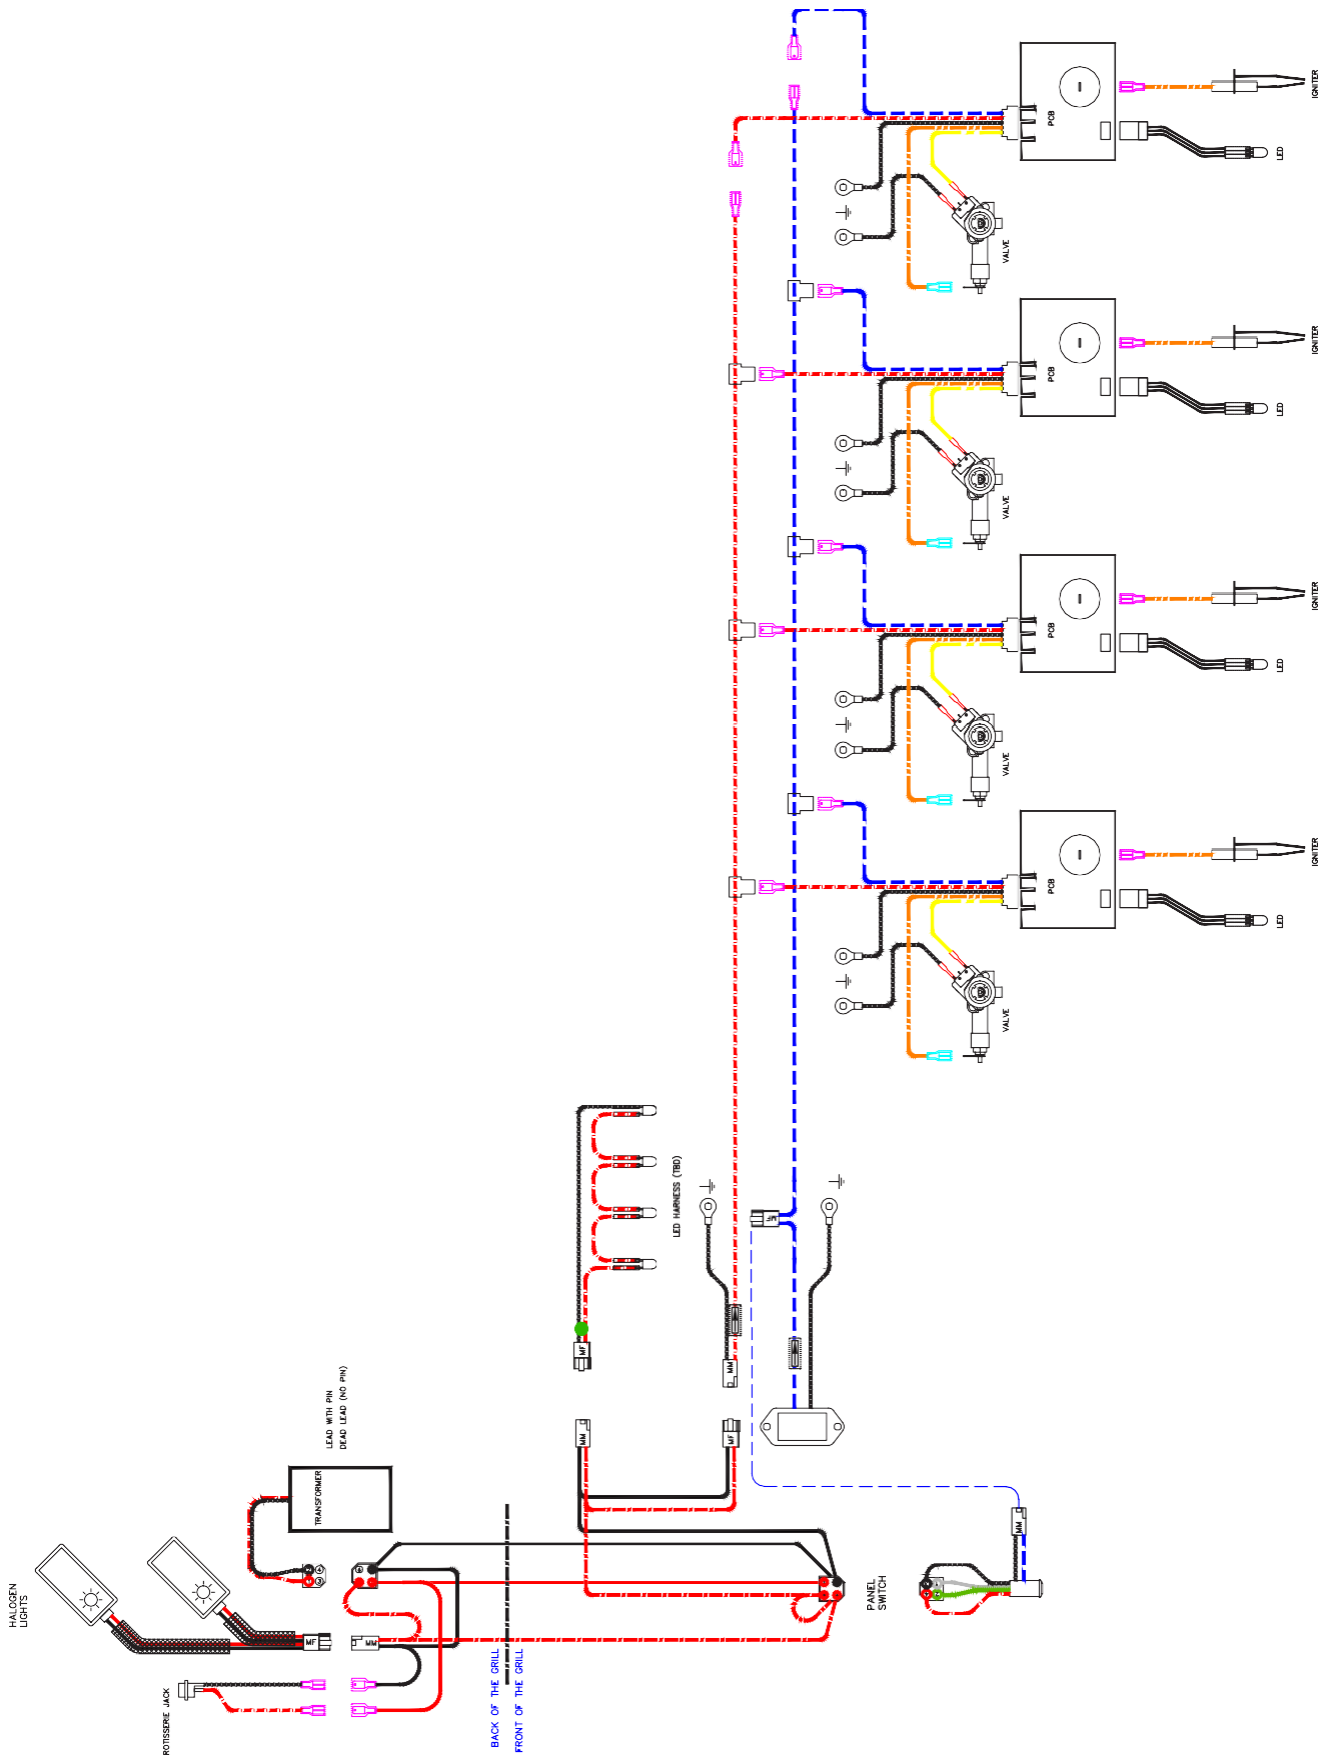 HALOGEN
LIGHTS
ROTISSERIE JACK
TRANSFORMER
LEAD WITH PIN
DEAD LEAD (NO PIN)
MF
MM
BACK OF THE GRILL
FRONT OF THE GRILL
MF
MM
LED HARNESS (TBD)
MM
MF
MF
PANEL
SWITCH
MM
PCB
VALVE
LED
IGNITER
PCB
VALVE
LED
IGNITER
PCB
VALVE
LED
IGNITER
PCB
VALVE
LED
IGNITER